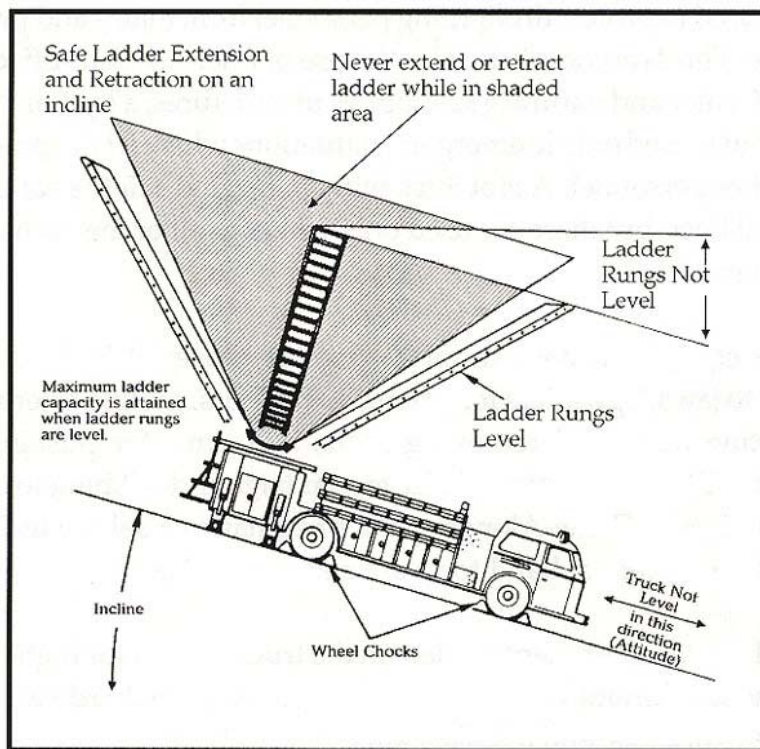 Safe Ladder Extension
and Retraction on an
incline
Never extend or retract
ladder while in shaded
area
Ladder
Rungs Not
Level
Maximum ladder
capacity is attained
when ladder rungs
are level.
Ladder Rungs
Level
Incline
Wheel Chocks
Truck Not
Level
in this
direction
(Attitude)